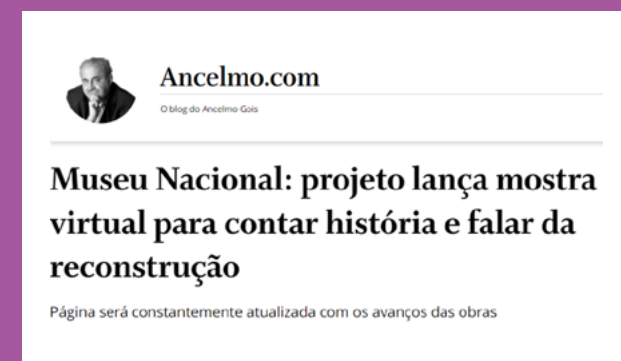 Ancelmo.com
O blog do Ancelmo Gois
Museu Nacional: projeto lança mostra
virtual para contar história e falar da
reconstrução
Página será constantemente atualizada com os avanços das obras